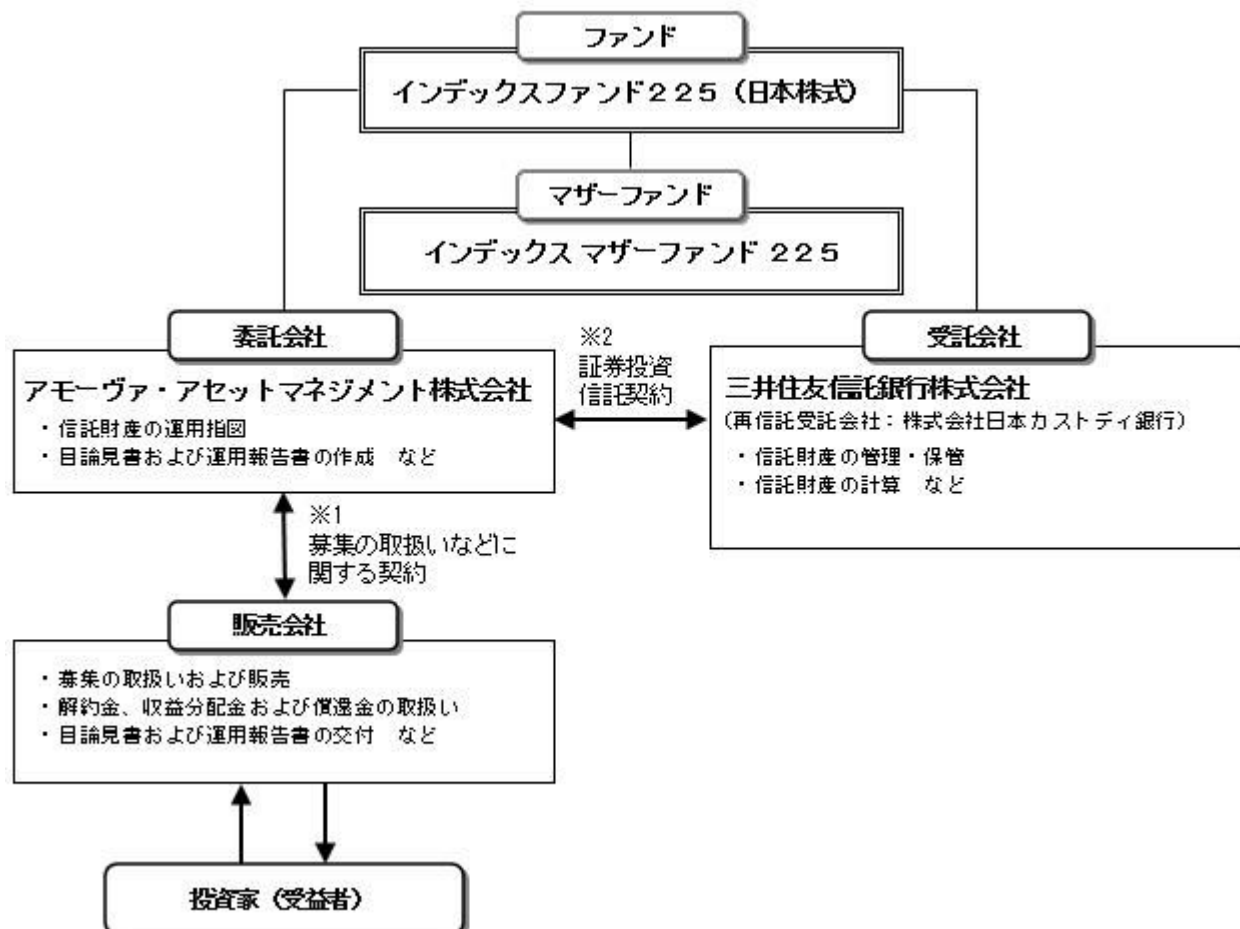 ファンド
インデックスファンド225(日本株式)
マザーファンド
インデックス マザーファンド 225
委託会社
アモーヴァ・アセットマネジメント株式会社
・信託財産の運用指図
・目論見書および運用報告書の作成 など
※2
証券投資
信託契約
受託会社
三井住友信託銀行株式会社
(再信託受託会社:株式会社日本カストディ銀行)
・信託財産の管理・保管
・信託財産の計算 など
※1
募集の取扱いなどに
関する契約
販売会社
・募集の取扱いおよび販売
・解約金、収益分配金および償還金の取扱い
・目論見書および運用報告書の交付 など
投資家(受益者)